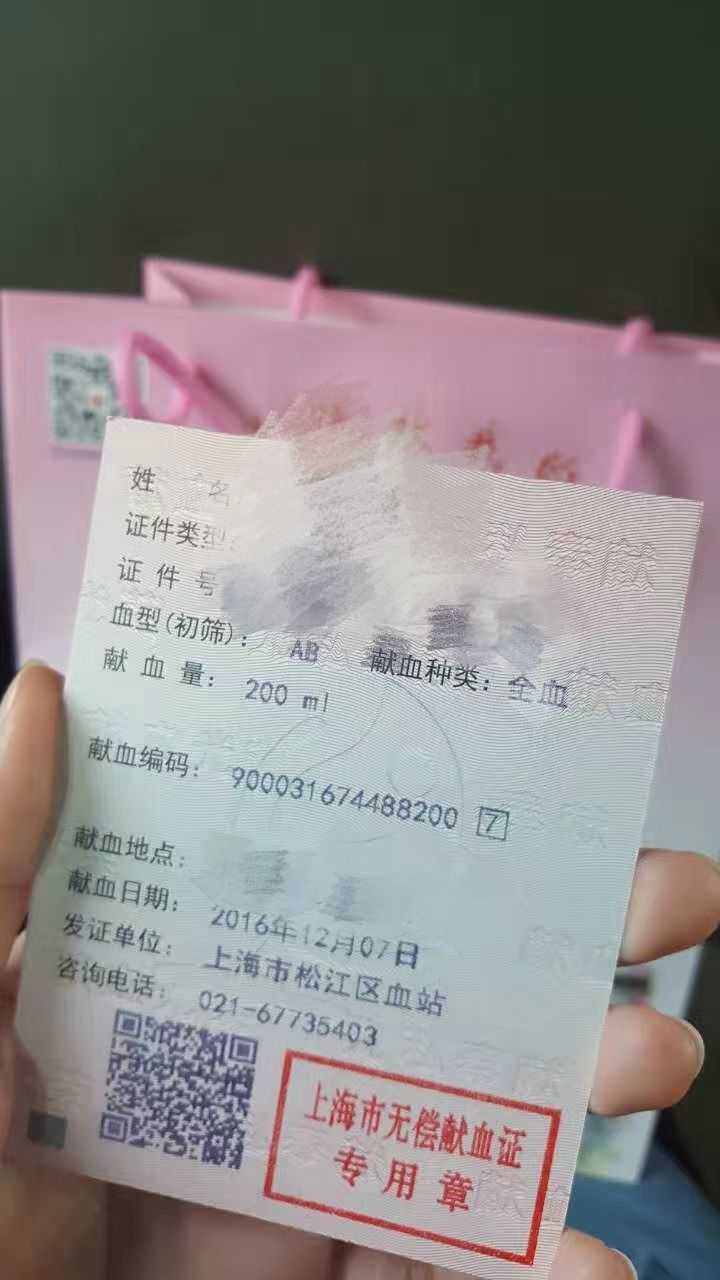 姓 名:
证件类型:
证 件 号
血型(初筛): AB 献血种类: 全血
献 血 量: 200 ml
献血编码: 900031674488200 7
献血地点:
献血日期: 2016年12月07日
发证单位: 上海市松江区血站
咨询电话: 021-67735403
上海市无偿献血证
专用章